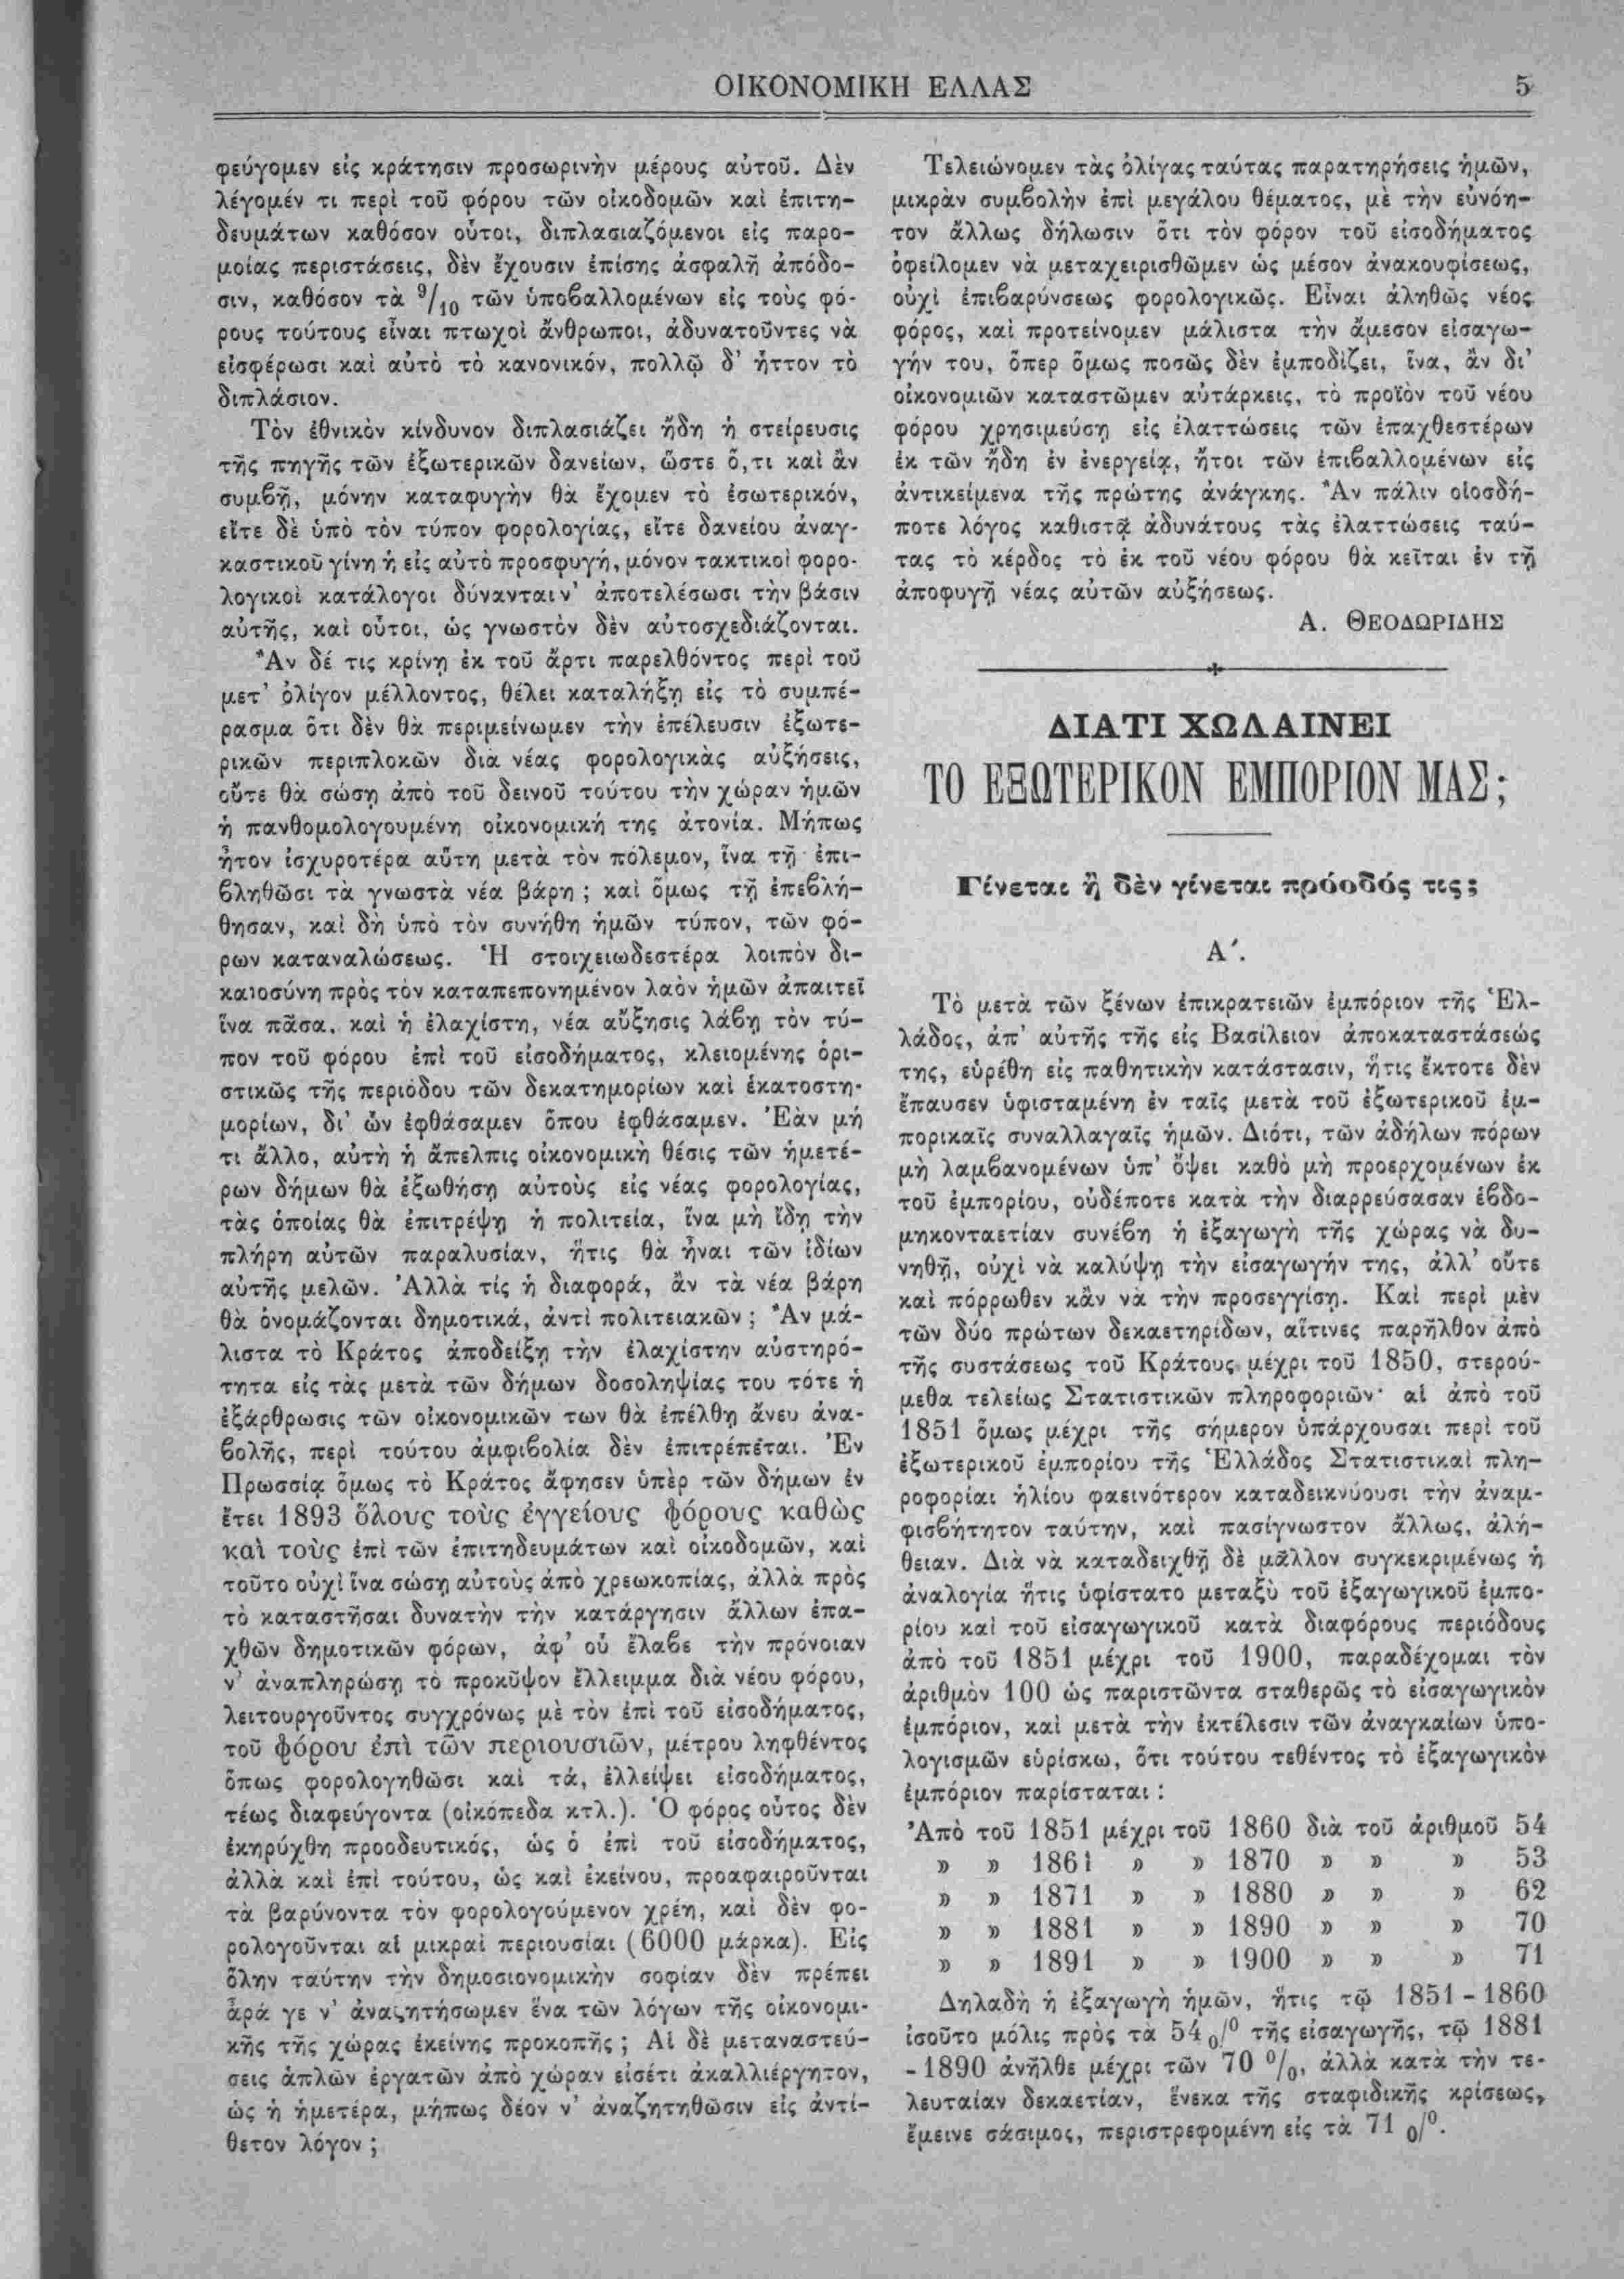 ΟΙΚΟΝΟΜΙΚΗ ΕΛΛΑΣ 5
φεύγομεν εἰς κράτησιν προσωρινὴν μέρους αὐτοῦ. Δὲν
λέγομέν τι περὶ τοῦ φόρου τῶν οἰκοδομῶν καὶ ἐπιτη-
δευμάτων καθόσον οὗτοι, διπλασιαζόμενοι εἰς παρο-
μοίας περιστάσεις, δὲν ἔχουσιν ἐπίσης ἀσφαλῆ ἀπόδο-
σιν, καθόσον τὰ 9/10 τῶν ὑποβαλλομένων εἰς τοὺς φό-
ρους τούτους εἶναι πτωχοὶ ἄνθρωποι, ἀδυνατοῦντες νὰ
εἰσφέρωσι καὶ αὐτὸ τὸ κανονικόν, πολλῷ δ' ἧττον τὸ
διπλάσιον.
Τὸν ἐθνικὸν κίνδυνον διπλασιάζει ἤδη ἡ στείρευσις
τῆς πηγῆς τῶν ἐξωτερικῶν δανείων, ὥστε ὅ,τι καὶ ἂν
συμβῇ, μόνην καταφυγὴν θὰ ἔχομεν τὸ ἐσωτερικόν,
εἴτε δὲ ὑπὸ τὸν τύπον φορολογίας, εἴτε δανείου ἀναγ-
καστικοῦ γίνῃ ἡ εἰς αὐτὸ προσφυγή, μόνον τακτικοὶ φορο-
λογικοὶ κατάλογοι δύνανται ν' ἀποτελέσωσι τὴν βάσιν
αὐτῆς, καὶ οὗτοι, ὡς γνωστὸν δὲν αὐτοσχεδιάζονται.
Ἂν δέ τις κρίνῃ ἐκ τοῦ ἄρτι παρελθόντος περὶ τοῦ
μετ' ὀλίγον μέλλοντος, θέλει καταλήξῃ εἰς τὸ συμπέ-
ρασμα ὅτι δὲν θὰ περιμείνωμεν τὴν ἐπέλευσιν ἐξωτε-
ρικῶν περιπλοκῶν διὰ νέας φορολογικὰς αὐξήσεις,
οὔτε θὰ σώσῃ ἀπὸ τοῦ δεινοῦ τούτου τὴν χώραν ἡμῶν
ἡ πανθομολογουμένη οἰκονομική της ἀτονία. Μήπως
ἦτον ἰσχυροτέρα αὕτη μετὰ τὸν πόλεμον, ἵνα τῇ ἐπι-
βληθῶσι τὰ γνωστὰ νέα βάρη ; καὶ ὅμως τῇ ἐπεβλή-
θησαν, καὶ δὴ ὑπὸ τὸν συνήθη ἡμῶν τύπον, τῶν φό-
ρων καταναλώσεως. Ἡ στοιχειωδεστέρα λοιπὸν δι-
καιοσύνη πρὸς τὸν καταπεπονημένον λαὸν ἡμῶν ἀπαιτεῖ
ἵνα πᾶσα, καὶ ἡ ἐλαχίστη, νέα αὔξησις λάβῃ τὸν τύ-
πον τοῦ φόρου ἐπὶ τοῦ εἰσοδήματος, κλειομένης ὁρι-
στικῶς τῆς περιόδου τῶν δεκατημορίων καὶ ἑκατοστη-
μορίων, δι' ὧν ἐφθάσαμεν ὅπου ἐφθάσαμεν. Ἐὰν μή
τι ἄλλο, αὐτὴ ἡ ἄπελπις οἰκονομικὴ θέσις τῶν ἡμετέ-
ρων δήμων θὰ ἐξωθήσῃ αὐτοὺς εἰς νέας φορολογίας,
τὰς ὁποίας θὰ ἐπιτρέψῃ ἡ πολιτεία, ἵνα μὴ ἴδῃ τὴν
πλήρη αὐτῶν παραλυσίαν, ἥτις θὰ ἦναι τῶν ἰδίων
αὐτῆς μελῶν. Ἀλλὰ τίς ἡ διαφορά, ἂν τὰ νέα βάρη
θὰ ὀνομάζονται δημοτικά, ἀντὶ πολιτειακῶν ; Ἂν μά-
λιστα τὸ Κράτος ἀποδείξῃ τὴν ἐλαχίστην αὐστηρό-
τητα εἰς τὰς μετὰ τῶν δήμων δοσοληψίας του τότε ἡ
ἐξάρθρωσις τῶν οἰκονομικῶν των θὰ ἐπέλθῃ ἄνευ ἀνα-
βολῆς, περὶ τούτου ἀμφιβολία δὲν ἐπιτρέπεται. Ἐν
Πρωσσίᾳ ὅμως τὸ Κράτος ἄφησεν ὑπὲρ τῶν δήμων ἐν
ἔτει 1893 ὅλους τοὺς ἐγγείους φόρους καθὼς
καὶ τοὺς ἐπὶ τῶν ἐπιτηδευμάτων καὶ οἰκοδομῶν, καὶ
τοῦτο οὐχὶ ἵνα σώσῃ αὐτοὺς ἀπὸ χρεωκοπίας, ἀλλὰ πρὸς
τὸ καταστῆσαι δυνατὴν τὴν κατάργησιν ἄλλων ἐπα-
χθῶν δημοτικῶν φόρων, ἀφ' οὗ ἔλαβε τὴν πρόνοιαν
ν' ἀναπληρώσῃ τὸ προκῦψον ἔλλειμμα διὰ νέου φόρου,
λειτουργοῦντος συγχρόνως μὲ τὸν ἐπὶ τοῦ εἰσοδήματος,
τοῦ φόρου ἐπὶ τῶν περιουσιῶν, μέτρου ληφθέντος
ὅπως φορολογηθῶσι καὶ τά, ἐλλείψει εἰσοδήματος,
τέως διαφεύγοντα (οἰκόπεδα κτλ.). Ὁ φόρος οὗτος δὲν
ἐκηρύχθη προοδευτικός, ὡς ὁ ἐπὶ τοῦ εἰσοδήματος,
ἀλλὰ καὶ ἐπὶ τούτου, ὡς καὶ ἐκείνου, προαφαιροῦνται
τὰ βαρύνοντα τὸν φορολογούμενον χρέη, καὶ δὲν φο-
ρολογοῦνται αἱ μικραὶ περιουσίαι (6000 μάρκα). Εἰς
ὅλην ταύτην τὴν δημοσιονομικὴν σοφίαν δὲν πρέπει
ἆρά γε ν' ἀναζητήσωμεν ἕνα τῶν λόγων τῆς οἰκονομι-
κῆς τῆς χώρας ἐκείνης προκοπῆς ; Αἱ δὲ μεταναστεύ-
σεις ἁπλῶν ἐργατῶν ἀπὸ χώραν εἰσέτι ἀκαλλιέργητον,
ὡς ἡ ἡμετέρα, μήπως δέον ν' ἀναζητηθῶσιν εἰς ἀντί-
θετον λόγον ;
Τελειώνομεν τὰς ὀλίγας ταύτας παρατηρήσεις ἡμῶν,
μικρὰν συμβολὴν ἐπὶ μεγάλου θέματος, μὲ τὴν εὐνόη-
τον ἄλλως δήλωσιν ὅτι τὸν φόρον τοῦ εἰσοδήματος
ὀφείλομεν νὰ μεταχειρισθῶμεν ὡς μέσον ἀνακουφίσεως,
οὐχὶ ἐπιβαρύνσεως φορολογικῶς. Εἶναι ἀληθῶς νέος
φόρος, καὶ προτείνομεν μάλιστα τὴν ἄμεσον εἰσαγω-
γήν του, ὅπερ ὅμως ποσῶς δὲν ἐμποδίζει, ἵνα, ἂν δι'
οἰκονομιῶν καταστῶμεν αὐτάρκεις, τὸ προϊὸν τοῦ νέου
φόρου χρησιμεύσῃ εἰς ἐλαττώσεις τῶν ἐπαχθεστέρων
ἐκ τῶν ἤδη ἐν ἐνεργείᾳ, ἤτοι τῶν ἐπιβαλλομένων εἰς
ἀντικείμενα τῆς πρώτης ἀνάγκης. Ἂν πάλιν οἱοσδή-
ποτε λόγος καθιστᾷ ἀδυνάτους τὰς ἐλαττώσεις ταύ-
τας τὸ κέρδος τὸ ἐκ τοῦ νέου φόρου θὰ κεῖται ἐν τῇ
ἀποφυγῇ νέας αὐτῶν αὐξήσεως.
Α. ΘΕΟΔΩΡΙΔΗΣ
ΔΙΑΤΙ ΧΩΛΑΙΝΕΙ
ΤΟ ΕΞΩΤΕΡΙΚΟΝ ΕΜΠΟΡΙΟΝ ΜΑΣ;
Γίνεται ἢ δὲν γίνεται πρόοδός τις;
Α΄.
Τὸ μετὰ τῶν ξένων ἐπικρατειῶν ἐμπόριον τῆς Ἑλ-
λάδος, ἀπ' αὐτῆς τῆς εἰς Βασίλειον ἀποκαταστάσεώς
της, εὑρέθη εἰς παθητικὴν κατάστασιν, ἥτις ἔκτοτε δὲν
ἔπαυσεν ὑφισταμένη ἐν ταῖς μετὰ τοῦ ἐξωτερικοῦ ἐμ-
πορικαῖς συναλλαγαῖς ἡμῶν. Διότι, τῶν ἀδήλων πόρων
μὴ λαμβανομένων ὑπ' ὄψει καθὸ μὴ προερχομένων ἐκ
τοῦ ἐμπορίου, οὐδέποτε κατὰ τὴν διαρρεύσασαν ἑβδο-
μηκονταετίαν συνέβη ἡ ἐξαγωγὴ τῆς χώρας νὰ δυ-
νηθῇ, οὐχὶ νὰ καλύψῃ τὴν εἰσαγωγήν της, ἀλλ' οὔτε
καὶ πόρρωθεν κἂν νὰ τὴν προσεγγίσῃ. Καὶ περὶ μὲν
τῶν δύο πρώτων δεκαετηρίδων, αἵτινες παρῆλθον ἀπὸ
τῆς συστάσεως τοῦ Κράτους μέχρι τοῦ 1850, στερού-
μεθα τελείως Στατιστικῶν πληροφοριῶν· αἱ ἀπὸ τοῦ
1851 ὅμως μέχρι τῆς σήμερον ὑπάρχουσαι περὶ τοῦ
ἐξωτερικοῦ ἐμπορίου τῆς Ἑλλάδος Στατιστικαὶ πλη-
ροφορίαι ἡλίου φαεινότερον καταδεικνύουσι τὴν ἀναμ-
φισβήτητον ταύτην, καὶ πασίγνωστον ἄλλως, ἀλή-
θειαν. Διὰ νὰ καταδειχθῇ δὲ μᾶλλον συγκεκριμένως ἡ
ἀναλογία ἥτις ὑφίστατο μεταξὺ τοῦ ἐξαγωγικοῦ ἐμπο-
ρίου καὶ τοῦ εἰσαγωγικοῦ κατὰ διαφόρους περιόδους
ἀπὸ τοῦ 1851 μέχρι τοῦ 1900, παραδέχομαι τὸν
ἀριθμὸν 100 ὡς παριστῶντα σταθερῶς τὸ εἰσαγωγικὸν
ἐμπόριον, καὶ μετὰ τὴν ἐκτέλεσιν τῶν ἀναγκαίων ὑπο-
λογισμῶν εὑρίσκω, ὅτι τούτου τεθέντος τὸ ἐξαγωγικὸν
ἐμπόριον παρίσταται :
Ἀπὸ τοῦ 1851 μέχρι τοῦ 1860 διὰ τοῦ ἀριθμοῦ 54
» » 1861 » » 1870 » » » 53
» » 1871 » » 1880 » » » 62
» » 1881 » » 1890 » » » 70
» » 1891 » » 1900 » » » 71
Δηλαδὴ ἡ ἐξαγωγὴ ἡμῶν, ἥτις τῷ 1851 - 1860
ἰσοῦτο μόλις πρὸς τὰ 54 0/0 τῆς εἰσαγωγῆς, τῷ 1881
- 1890 ἀνῆλθε μέχρι τῶν 70 0/0, ἀλλὰ κατὰ τὴν τε-
λευταίαν δεκαετίαν, ἕνεκα τῆς σταφιδικῆς κρίσεως,
ἔμεινε σάσιμος, περιστρεφομένη εἰς τὰ 71 0/0.